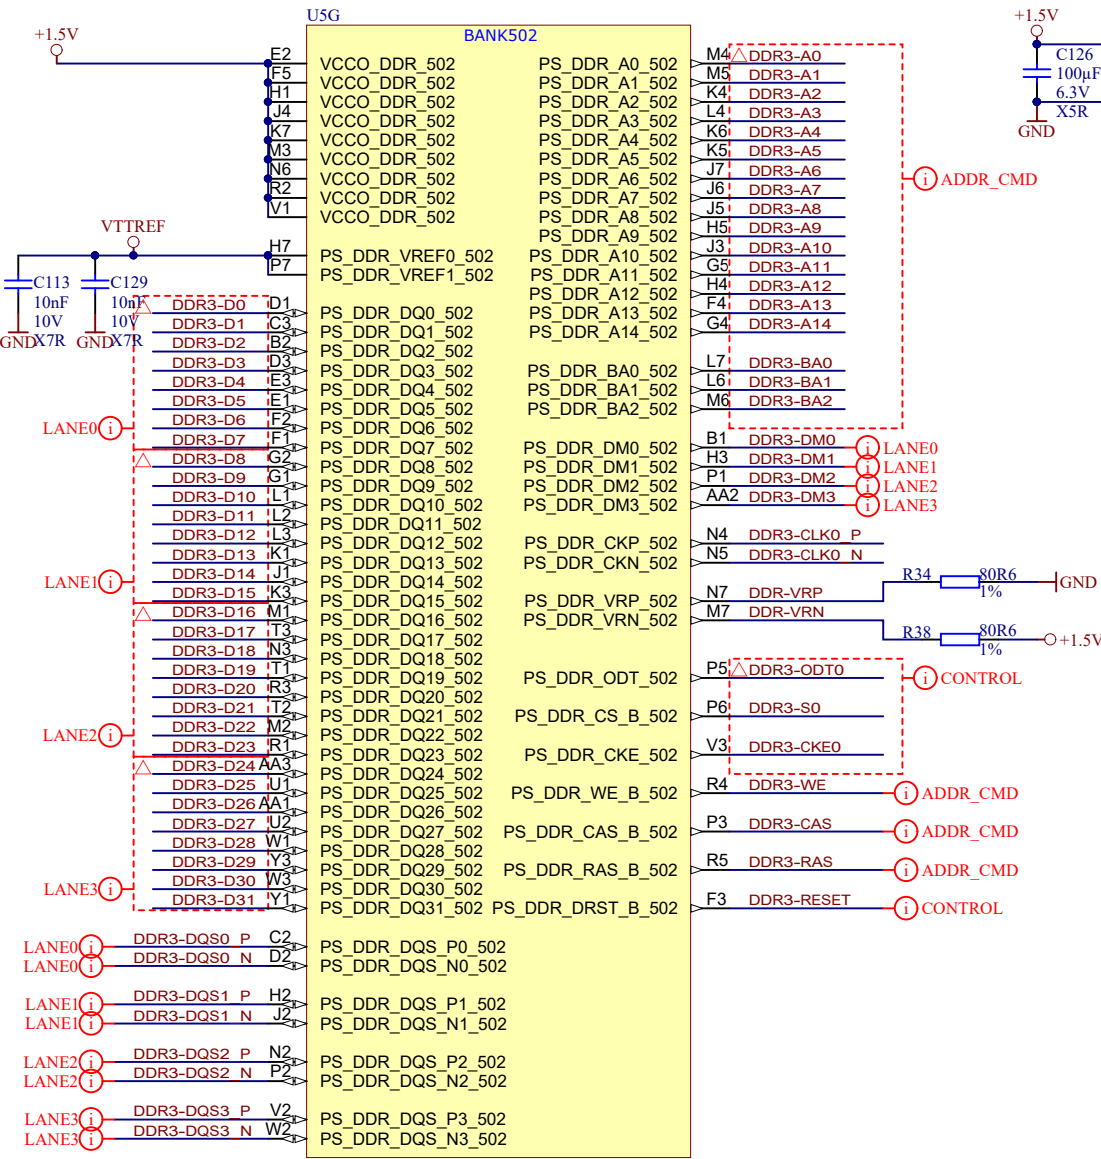 U5G
BANK502
+1.5V
E2 VCCO_DDR_502
F5 VCCO_DDR_502
H1 VCCO_DDR_502
J4 VCCO_DDR_502
K7 VCCO_DDR_502
M3 VCCO_DDR_502
N6 VCCO_DDR_502
R2 VCCO_DDR_502
V1 VCCO_DDR_502
VTTREF
H7 PS_DDR_VREF0_502
P7 PS_DDR_VREF1_502
C113
10nF
10V
X7R
GND
C129
10nF
10V
X7R
GND
DDR3-D0 D1 PS_DDR_DQ0_502
DDR3-D1 C3 PS_DDR_DQ1_502
DDR3-D2 B2 PS_DDR_DQ2_502
DDR3-D3 D3 PS_DDR_DQ3_502
DDR3-D4 E3 PS_DDR_DQ4_502
DDR3-D5 E1 PS_DDR_DQ5_502
DDR3-D6 F2 PS_DDR_DQ6_502
LANE0 i
DDR3-D7 F1 PS_DDR_DQ7_502
DDR3-D8 G2 PS_DDR_DQ8_502
DDR3-D9 G1 PS_DDR_DQ9_502
DDR3-D10 L1 PS_DDR_DQ10_502
DDR3-D11 L2 PS_DDR_DQ11_502
DDR3-D12 L3 PS_DDR_DQ12_502
DDR3-D13 K1 PS_DDR_DQ13_502
DDR3-D14 J1 PS_DDR_DQ14_502
LANE1 i
DDR3-D15 K3 PS_DDR_DQ15_502
DDR3-D16 M1 PS_DDR_DQ16_502
DDR3-D17 T3 PS_DDR_DQ17_502
DDR3-D18 N3 PS_DDR_DQ18_502
DDR3-D19 T1 PS_DDR_DQ19_502
DDR3-D20 R3 PS_DDR_DQ20_502
DDR3-D21 T2 PS_DDR_DQ21_502
DDR3-D22 M2 PS_DDR_DQ22_502
LANE2 i
DDR3-D23 R1 PS_DDR_DQ23_502
DDR3-D24 AA3 PS_DDR_DQ24_502
DDR3-D25 U1 PS_DDR_DQ25_502
DDR3-D26 AA1 PS_DDR_DQ26_502
DDR3-D27 U2 PS_DDR_DQ27_502
DDR3-D28 W1 PS_DDR_DQ28_502
DDR3-D29 Y3 PS_DDR_DQ29_502
DDR3-D30 W3 PS_DDR_DQ30_502
LANE3 i
DDR3-D31 Y1 PS_DDR_DQ31_502
LANE0 i DDR3-DQS0_P C2 PS_DDR_DQS_P0_502
LANE0 i DDR3-DQS0_N D2 PS_DDR_DQS_N0_502
LANE1 i DDR3-DQS1_P H2 PS_DDR_DQS_P1_502
LANE1 i DDR3-DQS1_N J2 PS_DDR_DQS_N1_502
LANE2 i DDR3-DQS2_P N2 PS_DDR_DQS_P2_502
LANE2 i DDR3-DQS2_N P2 PS_DDR_DQS_N2_502
LANE3 i DDR3-DQS3_P V2 PS_DDR_DQS_P3_502
LANE3 i DDR3-DQS3_N W2 PS_DDR_DQS_N3_502
PS_DDR_A0_502 M4 DDR3-A0
PS_DDR_A1_502 M5 DDR3-A1
PS_DDR_A2_502 K4 DDR3-A2
PS_DDR_A3_502 L4 DDR3-A3
PS_DDR_A4_502 K6 DDR3-A4
PS_DDR_A5_502 K5 DDR3-A5
PS_DDR_A6_502 J7 DDR3-A6
i ADDR_CMD
PS_DDR_A7_502 J6 DDR3-A7
PS_DDR_A8_502 J5 DDR3-A8
PS_DDR_A9_502 H5 DDR3-A9
PS_DDR_A10_502 J3 DDR3-A10
PS_DDR_A11_502 G5 DDR3-A11
PS_DDR_A12_502 H4 DDR3-A12
PS_DDR_A13_502 F4 DDR3-A13
PS_DDR_A14_502 G4 DDR3-A14
PS_DDR_BA0_502 L7 DDR3-BA0
PS_DDR_BA1_502 L6 DDR3-BA1
PS_DDR_BA2_502 M6 DDR3-BA2
PS_DDR_DM0_502 B1 DDR3-DM0 i LANE0
PS_DDR_DM1_502 H3 DDR3-DM1 i LANE1
PS_DDR_DM2_502 P1 DDR3-DM2 i LANE2
PS_DDR_DM3_502 AA2 DDR3-DM3 i LANE3
PS_DDR_CKP_502 N4 DDR3-CLK0_P
PS_DDR_CKN_502 N5 DDR3-CLK0_N
PS_DDR_VRP_502 N7 DDR-VRP
R34 80R6
1%
GND
PS_DDR_VRN_502 M7 DDR-VRN
R38 80R6
1%
+1.5V
PS_DDR_ODT_502 P5 DDR3-ODT0
i CONTROL
PS_DDR_CS_B_502 P6 DDR3-S0
PS_DDR_CKE_502 V3 DDR3-CKE0
PS_DDR_WE_B_502 R4 DDR3-WE i ADDR_CMD
PS_DDR_CAS_B_502 P3 DDR3-CAS i ADDR_CMD
PS_DDR_RAS_B_502 R5 DDR3-RAS i ADDR_CMD
PS_DDR_DRST_B_502 F3 DDR3-RESET i CONTROL
+1.5V
C126
100µF
6.3V
X5R
GND